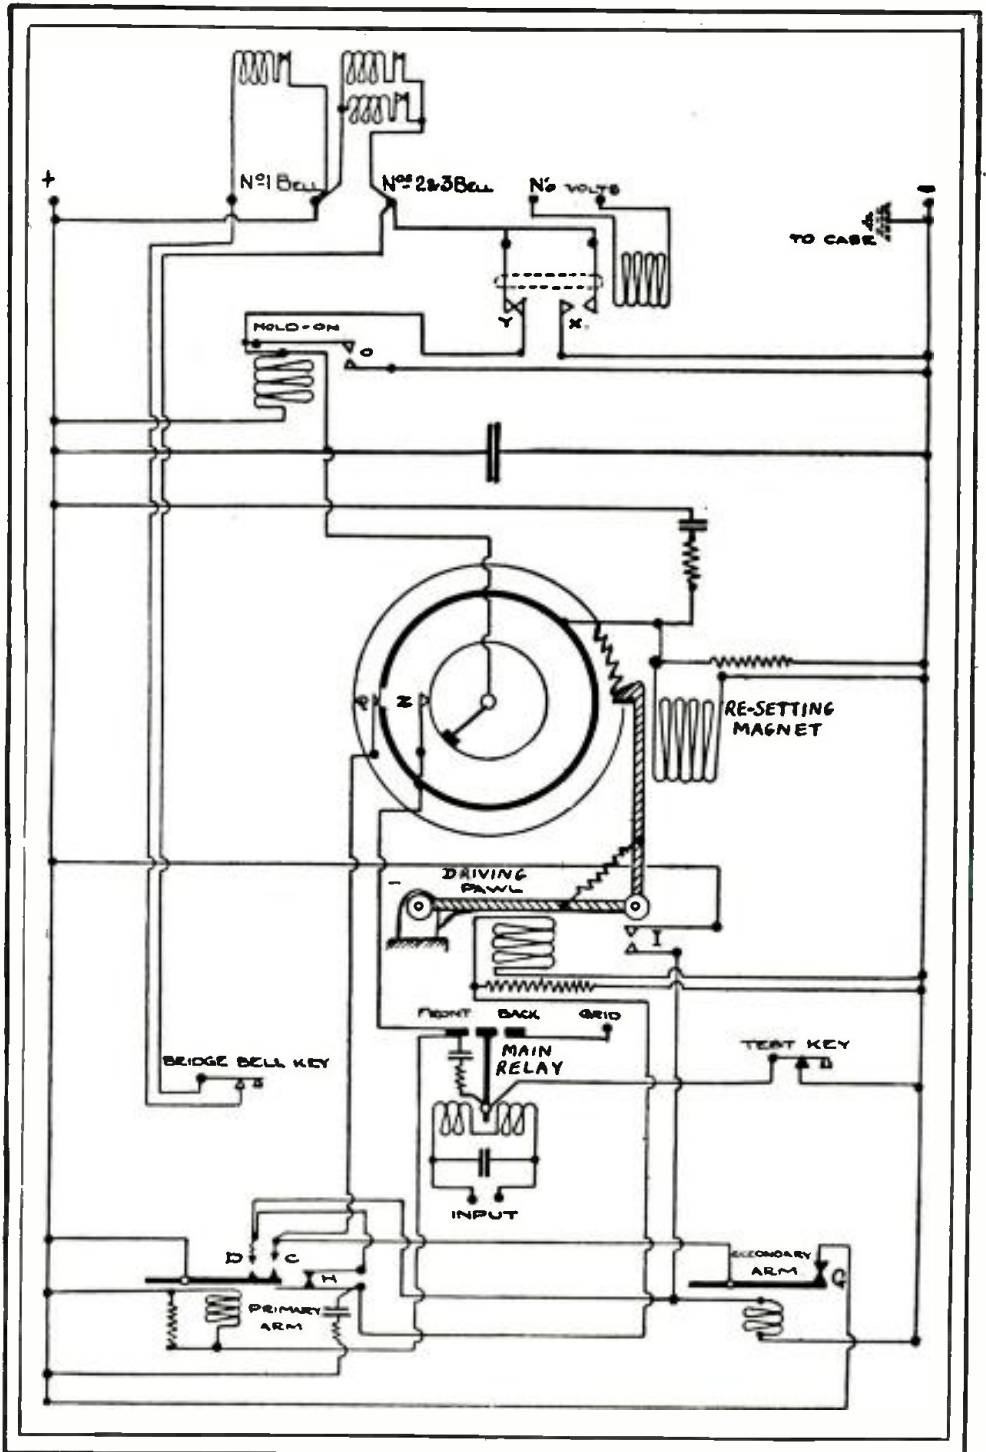 +
Nº1 BELL
Nºs 2&3 BELL
N6 VOLTS
−
TO CASE
HOLD-ON
O
Y
X
B
N
RE-SETTING
MAGNET
DRIVING
PAWL
I
FRONT
BACK
GRID
MAIN
RELAY
TEST KEY
BRIDGE BELL KEY
INPUT
D
C
H
PRIMARY
ARM
SECONDARY
ARM
G